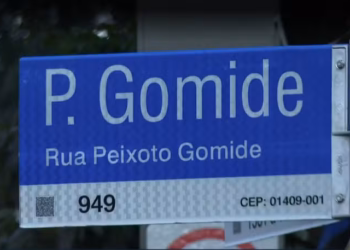 P. Gomide
Rua Peixoto Gomide
949 CEP: 01409-001